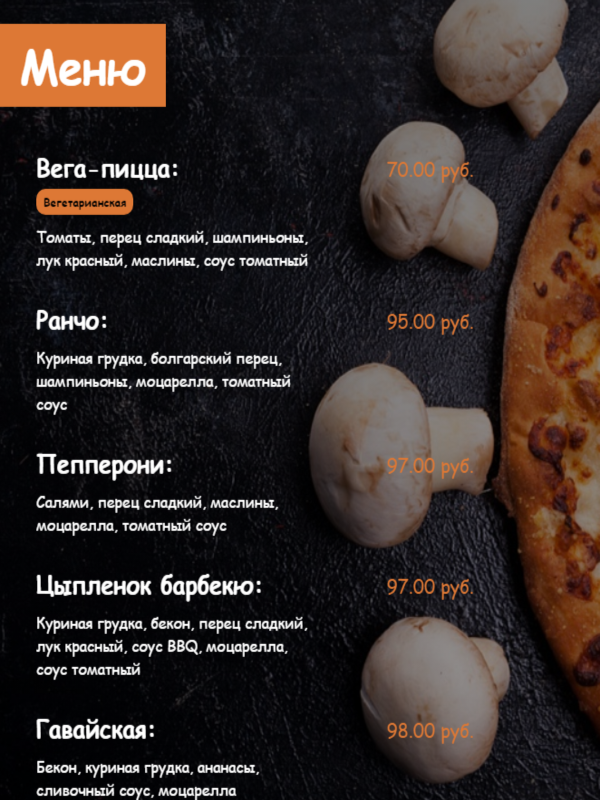 Меню
Вега-пицца:
70.00 руб.
Вегетарианская
Томаты, перец сладкий, шампиньоны,
лук красный, маслины, соус томатный
Ранчо:
95.00 руб.
Куриная грудка, болгарский перец,
шампиньоны, моцарелла, томатный
соус
Пепперони:
97.00 руб.
Салями, перец сладкий, маслины,
моцарелла, томатный соус
Цыпленок барбекю:
97.00 руб.
Куриная грудка, бекон, перец сладкий,
лук красный, соус BBQ, моцарелла,
соус томатный
Гавайская:
98.00 руб.
Бекон, куриная грудка, ананасы,
сливочный соус, моцарелла